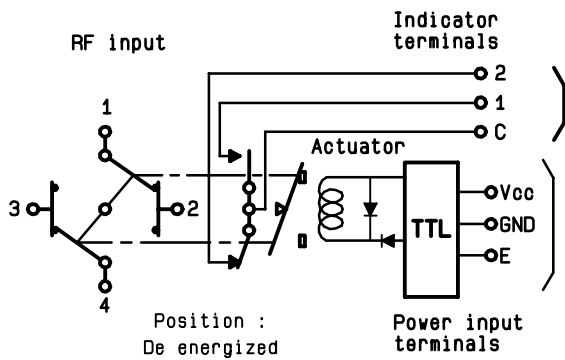 RF input
Indicator
terminals
2
1
C
1
Actuator
3
2
TTL
Vcc
GND
E
4
Position :
De energized
Power input
terminals